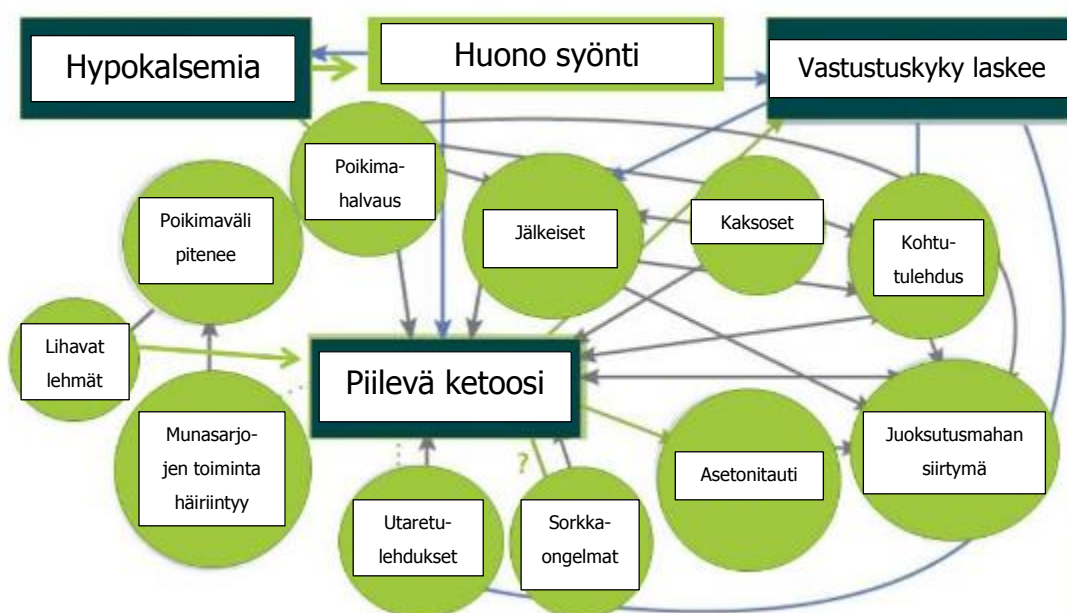 Hypokalsemia
Huono syönti
Vastustuskyky laskee
Poikima-
halvaus
Poikimaväli
pitenee
Jälkeiset
Kaksoset
Kohtu-
tulehdus
Lihavat
lehmät
Piilevä ketoosi
Munasarjo-
jen toiminta
häiriintyy
?
Asetonitauti
Juoksutusmahan
siirtymä
Utaretu-
lehdukset
Sorkka-
ongelmat